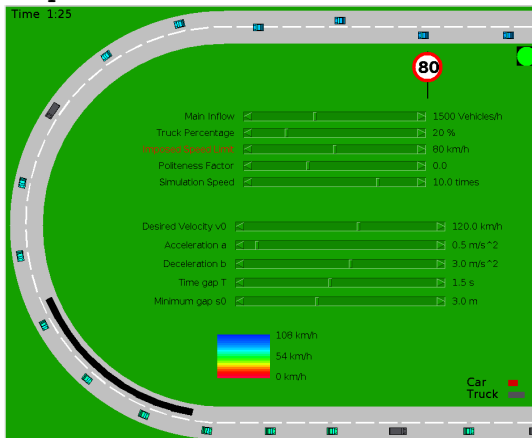 Time 1:25
80
Main Inflow 1500 Vehicles/h
Truck Percentage 20 %
Imposed Speed Limit 80 km/h
Politeness Factor 0.0
Simulation Speed 10.0 times
Desired Velocity v0 120.0 km/h
Acceleration a 0.5 m/s^2
Deceleration b 3.0 m/s^2
Time gap T 1.5 s
Minimum gap s0 3.0 m
108 km/h
54 km/h
0 km/h
Car
Truck